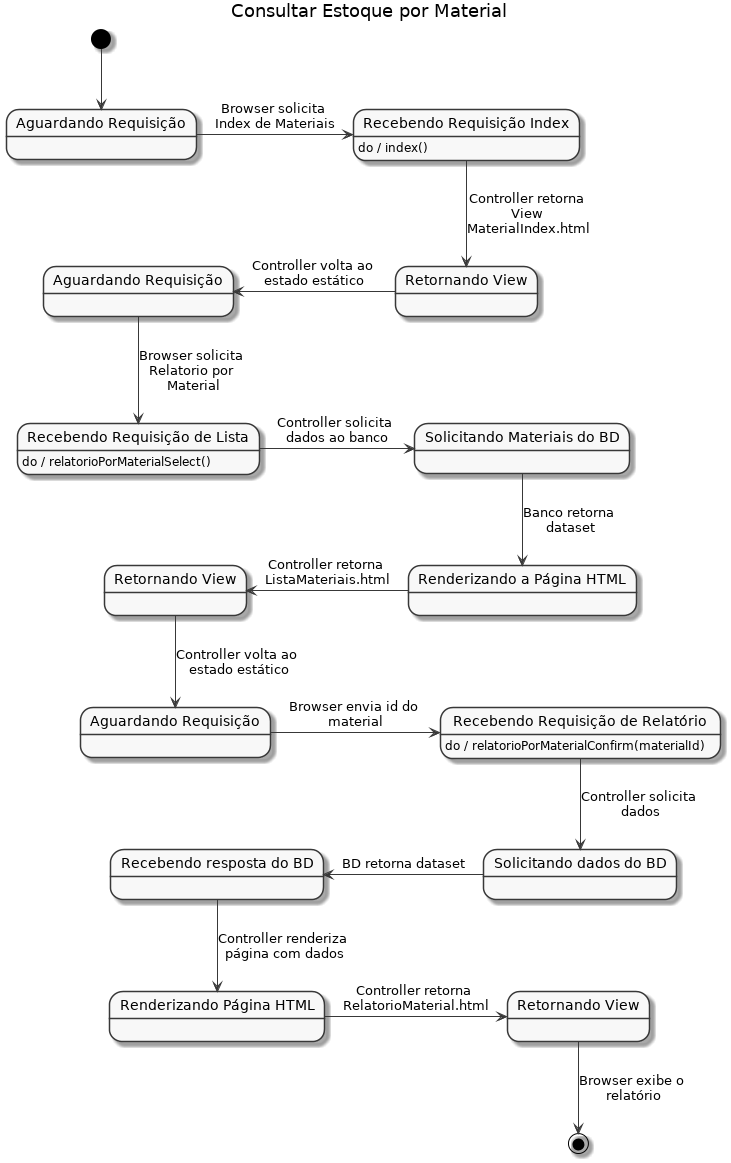 Consultar Estoque por Material
Aguardando Requisição
Browser solicita
Index de Materiais
Recebendo Requisição Index
do / index()
Controller retorna
View
MaterialIndex.html
Retornando View
Controller volta ao
estado estático
Aguardando Requisição
Browser solicita
Relatorio por
Material
Recebendo Requisição de Lista
do / relatorioPorMaterialSelect()
Controller solicita
dados ao banco
Solicitando Materiais do BD
Banco retorna
dataset
Renderizando a Página HTML
Controller retorna
ListaMateriais.html
Retornando View
Controller volta ao
estado estático
Aguardando Requisição
Browser envia id do
material
Recebendo Requisição de Relatório
do / relatorioPorMaterialConfirm(materialId)
Controller solicita
dados
Solicitando dados do BD
BD retorna dataset
Recebendo resposta do BD
Controller renderiza
página com dados
Renderizando Página HTML
Controller retorna
RelatorioMaterial.html
Retornando View
Browser exibe o
relatório